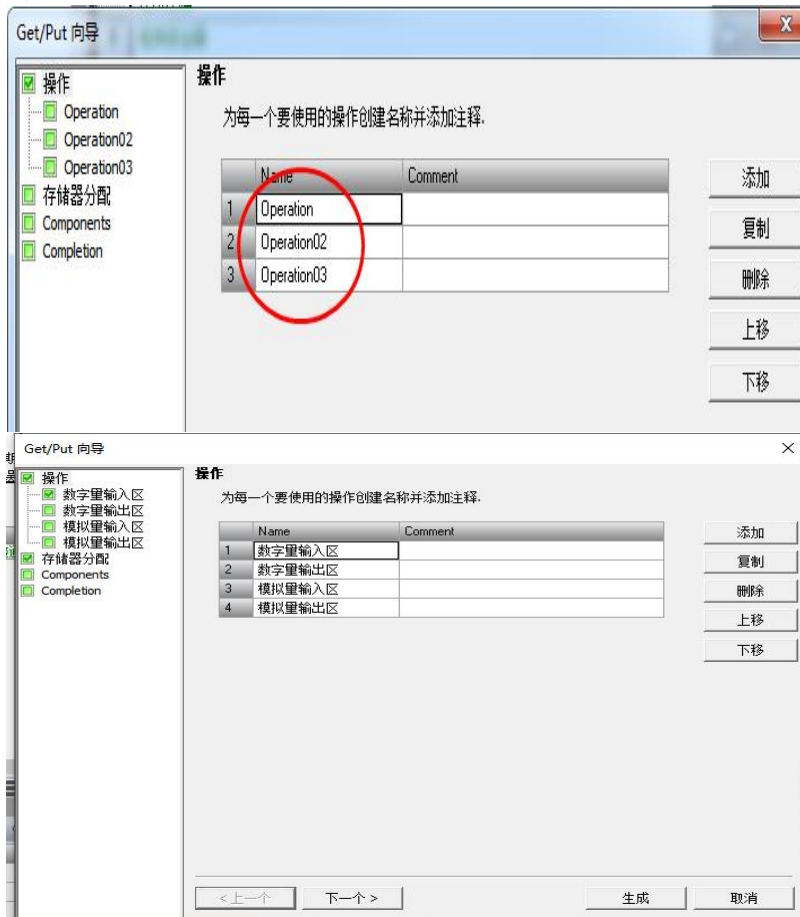 Get/Put 向导
X
操作
Operation
Operation02
Operation03
存储器分配
Components
Completion
操作
为每一个要使用的操作创建名称并添加注释.
Name Comment
1 Operation
2 Operation02
3 Operation03
添加
复制
删除
上移
下移
Get/Put 向导
操作
数字量输入区
数字量输出区
模拟量输入区
模拟量输出区
存储器分配
Components
Completion
操作
为每一个要使用的操作创建名称并添加注释.
Name Comment
1 数字量输入区
2 数字量输出区
3 模拟量输入区
4 模拟量输出区
添加
复制
删除
上移
下移
<上一个
下一个 >
生成
取消